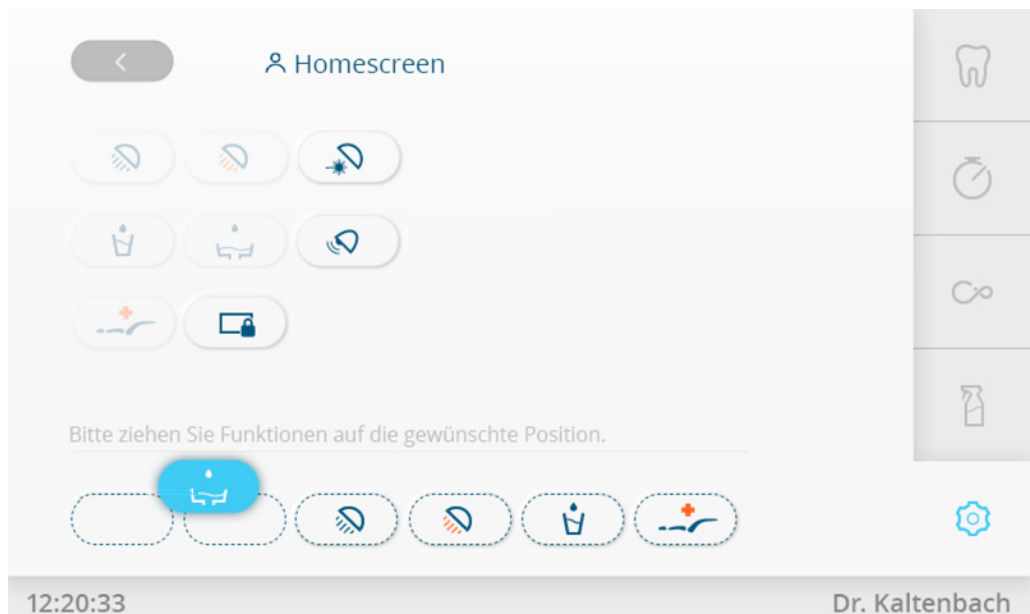 Homescreen
Bitte ziehen Sie Funktionen auf die gewünschte Position.
12:20:33
Dr. Kaltenbach